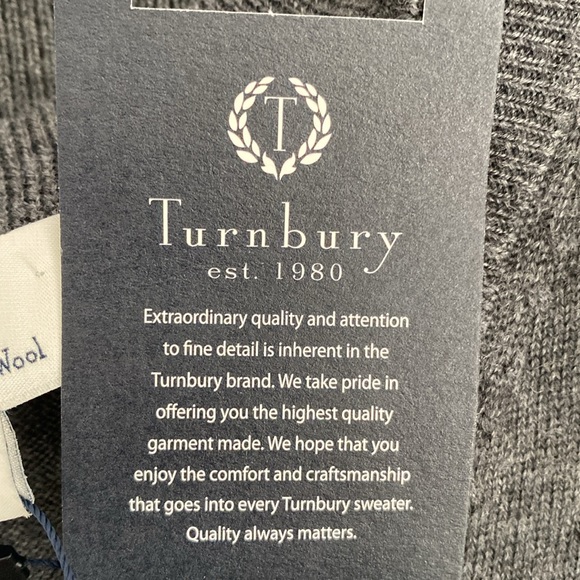 T
Turnbury
est. 1980
Extraordinary quality and attention
to fine detail is inherent in the
Turnbury brand. We take pride in
offering you the highest quality
garment made. We hope that you
enjoy the comfort and craftsmanship
that goes into every Turnbury sweater.
Quality always matters.
Wool